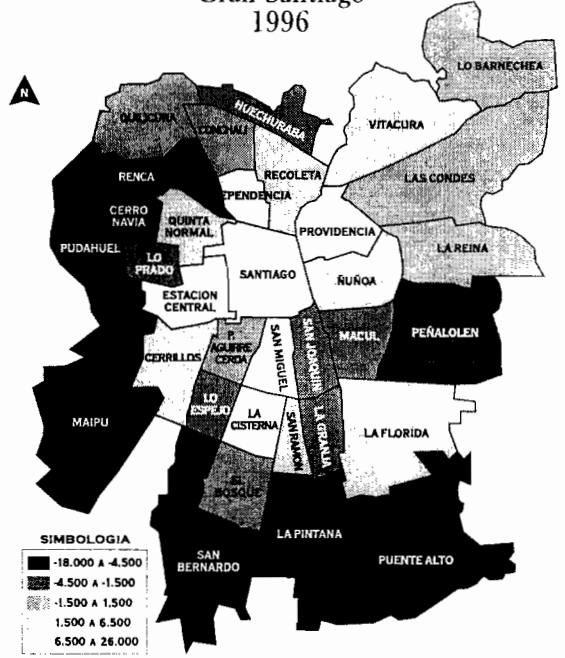 Gran Santiago
1996
N
LO BARNECHEA
HUECHURABA
VITACURA
QUILICURA
CONCHALI
RENCA
RECOLETA
LAS CONDES
EPENDENCIA
CERRO
NAVIA
QUINTA
NORMAL
PROVIDENCIA
PUDAHUEL
LA REINA
LO
PRADO
SANTIAGO
ÑUÑOA
ESTACION
CENTRAL
P.
AGUIRRE
CERDA
SAN MIGUEL
SAN JOAQUIN
MACUL
PEÑALOLEN
CERRILLOS
LO
ESPEJO
LA
CISTERNA
SAN RAMON
LA GRANJA
LA FLORIDA
MAIPU
EL
BOSQUE
LA PINTANA
SAN
BERNARDO
PUENTE ALTO
SIMBOLOGIA
-18.000 A -4.500
-4.500 A -1.500
-1.500 A 1.500
1.500 A 6.500
6.500 A 26.000